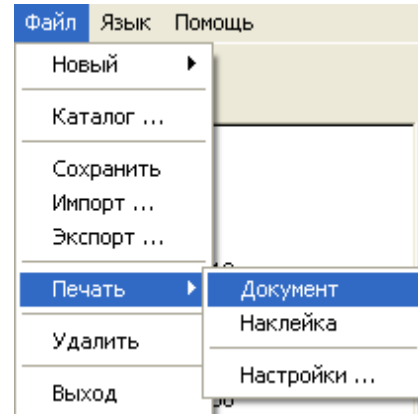 Файл Язык Помощь
Новый
Каталог ...
Сохранить
Импорт ...
Экспорт ...
Печать
Документ
Наклейка
Настройки ...
Удалить
Выход